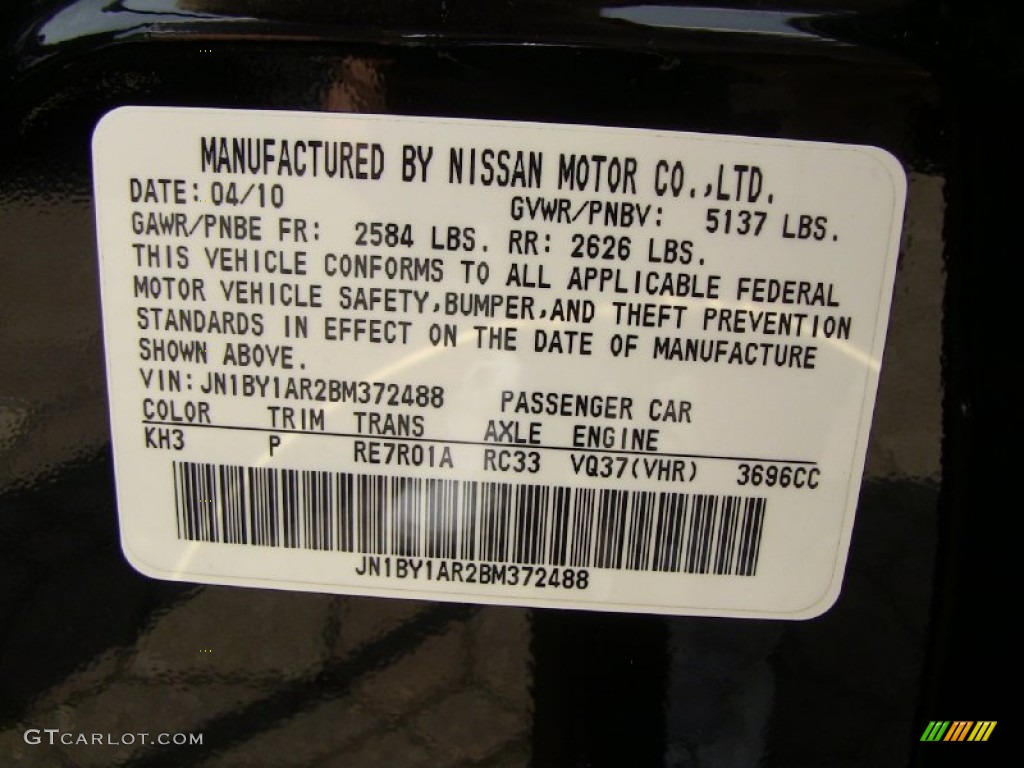 MANUFACTURED BY NISSAN MOTOR CO.,LTD.
DATE: 04/10 GVWR/PNBV: 5137 LBS.
GAWR/PNBE FR: 2584 LBS. RR: 2626 LBS.
THIS VEHICLE CONFORMS TO ALL APPLICABLE FEDERAL
MOTOR VEHICLE SAFETY,BUMPER,AND THEFT PREVENTION
STANDARDS IN EFFECT ON THE DATE OF MANUFACTURE
SHOWN ABOVE.
VIN:JN1BY1AR2BM372488 PASSENGER CAR
COLOR TRIM TRANS AXLE ENGINE
KH3 P RE7R01A RC33 VQ37(VHR) 3696CC
JN1BY1AR2BM372488
GTCARLOT.COM